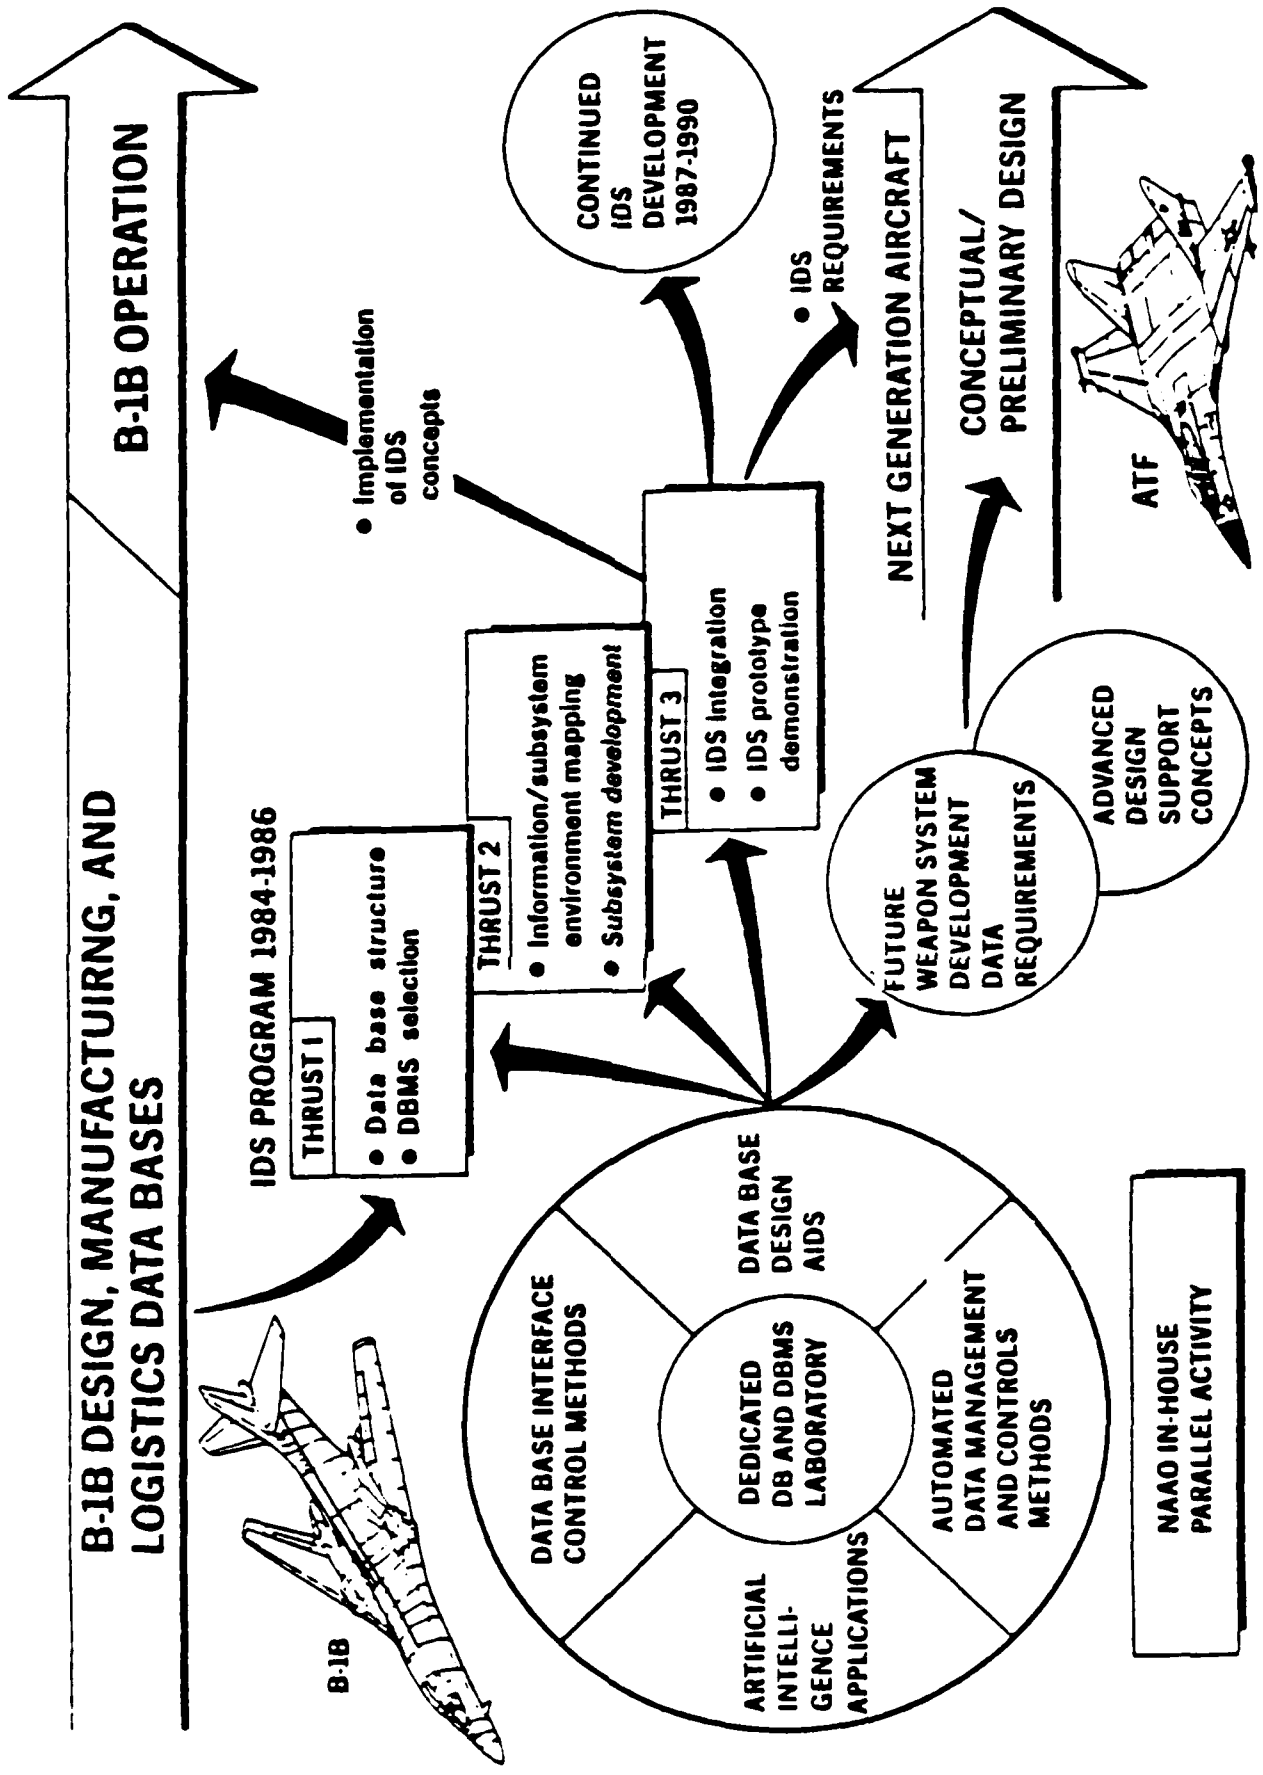 B-1B DESIGN, MANUFACTUIRNG, AND
LOGISTICS DATA BASES
B-1B OPERATION
B-1B
IDS PROGRAM 1984-1986
THRUST 1
● Data base structure
● DBMS selection
THRUST 2
● Information/subsystem
environment mapping
● Subsystem development
THRUST 3
● IDS integration
● IDS prototype
demonstration
● Implementation
of IDS
concepts
CONTINUED
IDS
DEVELOPMENT
1987-1990
● IDS
REQUIREMENTS
DATA BASE INTERFACE
CONTROL METHODS
DATA BASE
DESIGN
AIDS
DEDICATED
DB AND DBMS
LABORATORY
ARTIFICIAL
INTELLI-
GENCE
APPLICATIONS
AUTOMATED
DATA MANAGEMENT
AND CONTROLS
METHODS
FUTURE
WEAPON SYSTEM
DEVELOPMENT
DATA
REQUIREMENTS
ADVANCED
DESIGN
SUPPORT
CONCEPTS
NEXT GENERATION AIRCRAFT
CONCEPTUAL/
PRELIMINARY DESIGN
ATF
NAAO IN-HOUSE
PARALLEL ACTIVITY